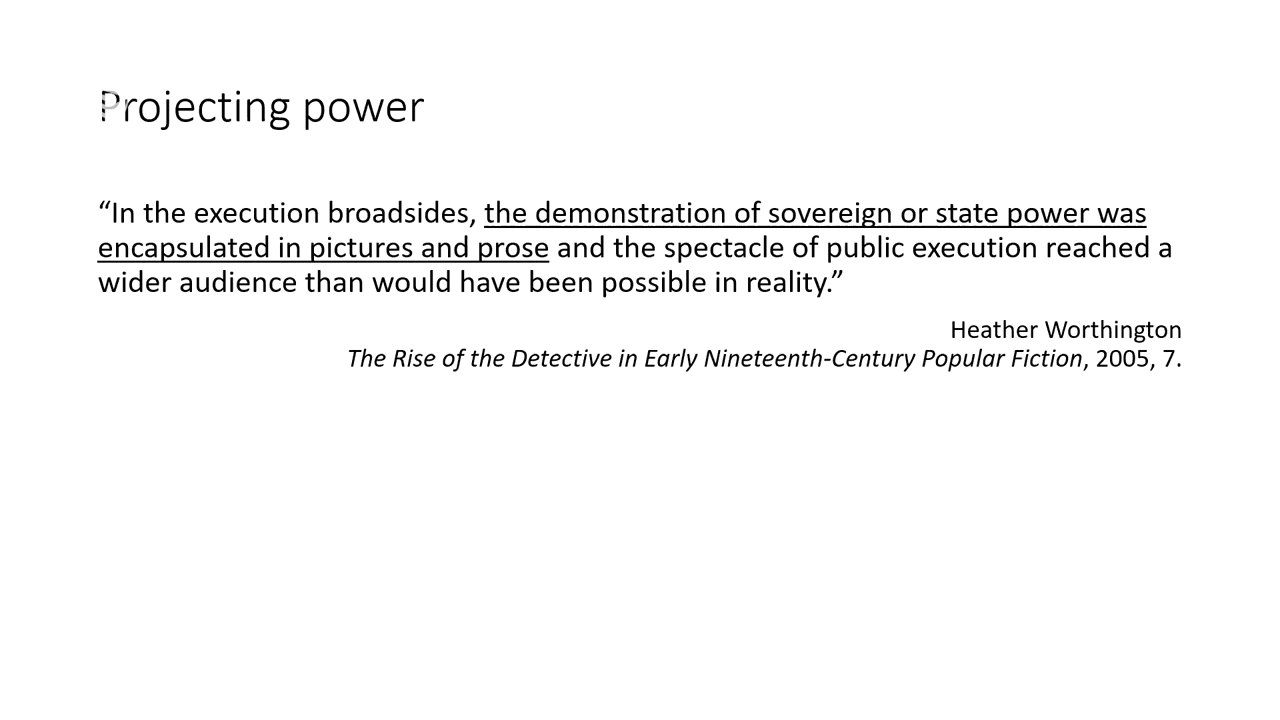 Projecting power
“In the execution broadsides, the demonstration of sovereign or state power was
encapsulated in pictures and prose and the spectacle of public execution reached a
wider audience than would have been possible in reality.”
Heather Worthington
The Rise of the Detective in Early Nineteenth-Century Popular Fiction, 2005, 7.